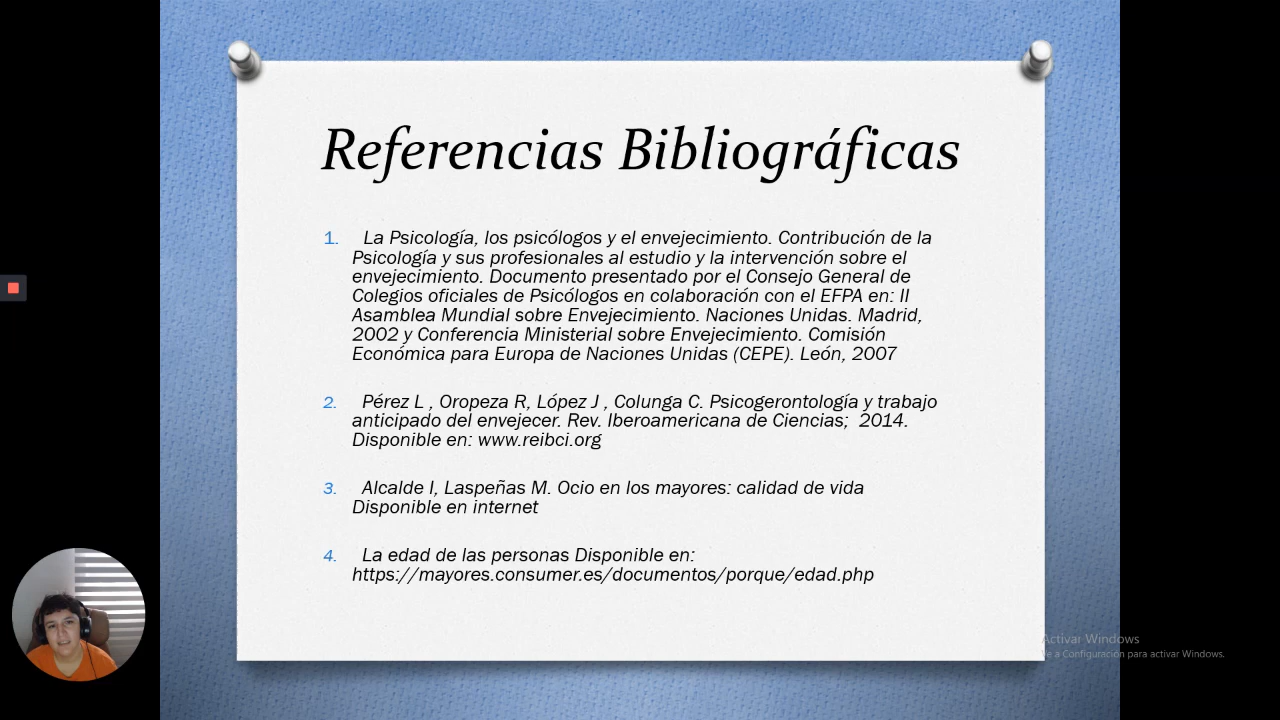 Referencias Bibliográficas
1. La Psicología, los psicólogos y el envejecimiento. Contribución de la
Psicología y sus profesionales al estudio y la intervención sobre el
envejecimiento. Documento presentado por el Consejo General de
Colegios oficiales de Psicólogos en colaboración con el EFPA en: II
Asamblea Mundial sobre Envejecimiento. Naciones Unidas. Madrid,
2002 y Conferencia Ministerial sobre Envejecimiento. Comisión
Económica para Europa de Naciones Unidas (CEPE). León, 2007
2. Pérez L , Oropeza R, López J , Colunga C. Psicogerontología y trabajo
anticipado del envejecer. Rev. Iberoamericana de Ciencias; 2014.
Disponible en: www.reibci.org
3. Alcalde I, Laspeñas M. Ocio en los mayores: calidad de vida
Disponible en internet
4. La edad de las personas Disponible en:
https://mayores.consumer.es/documentos/porque/edad.php
Activar Windows
Ve a Configuración para activar Windows.